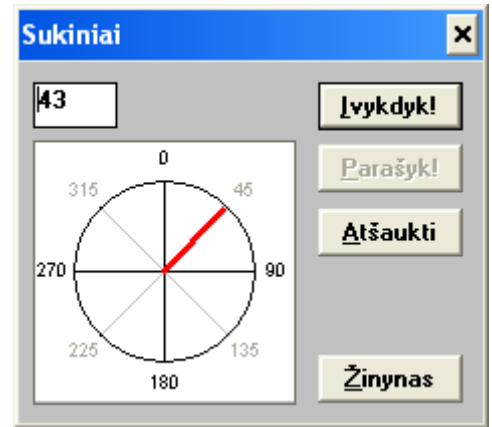 Sukiniai
43
Įvykdyk!
0
Parašyk!
315
45
Atšaukti
270
90
225
135
180
Žinynas